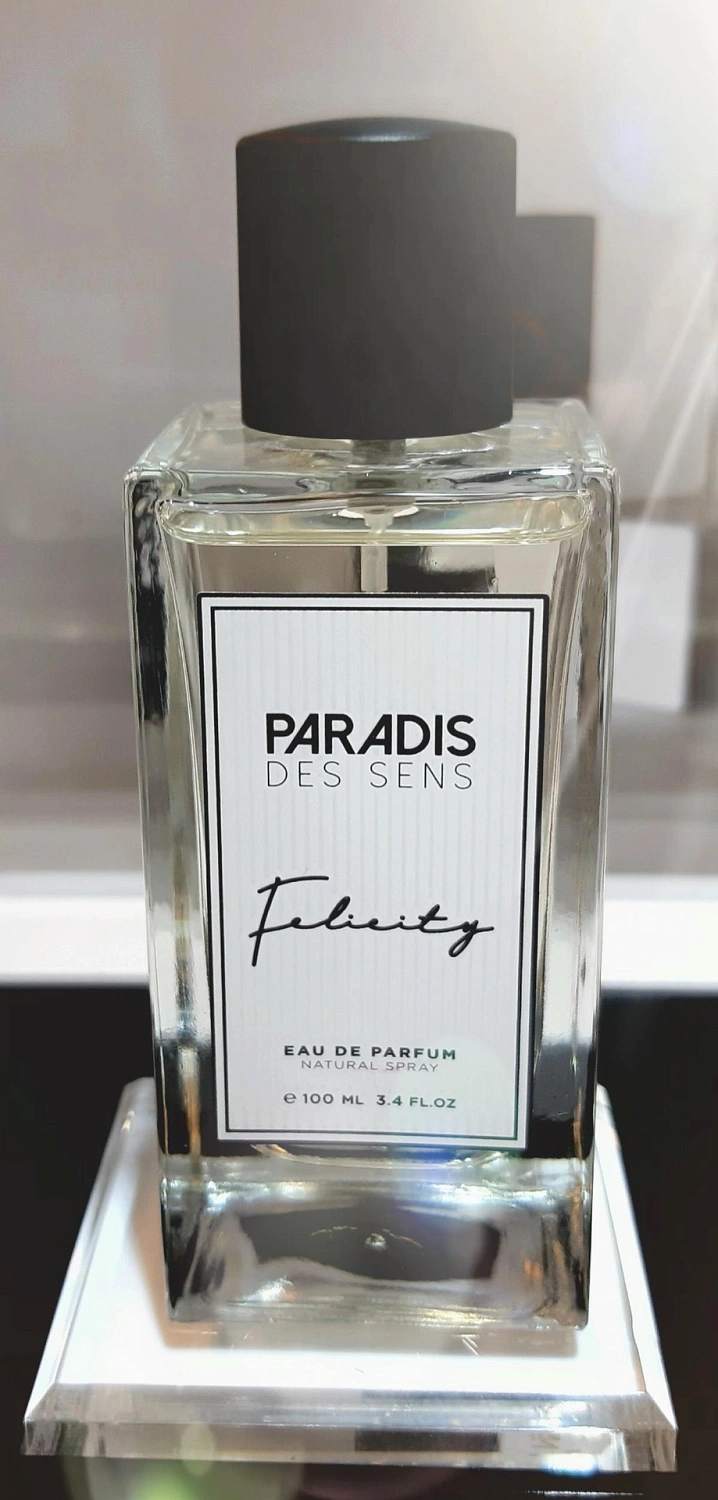 PARADIS
DES SENS
Felicity
EAU DE PARFUM
NATURAL SPRAY
℮ 100 ML 3.4 FL.OZ